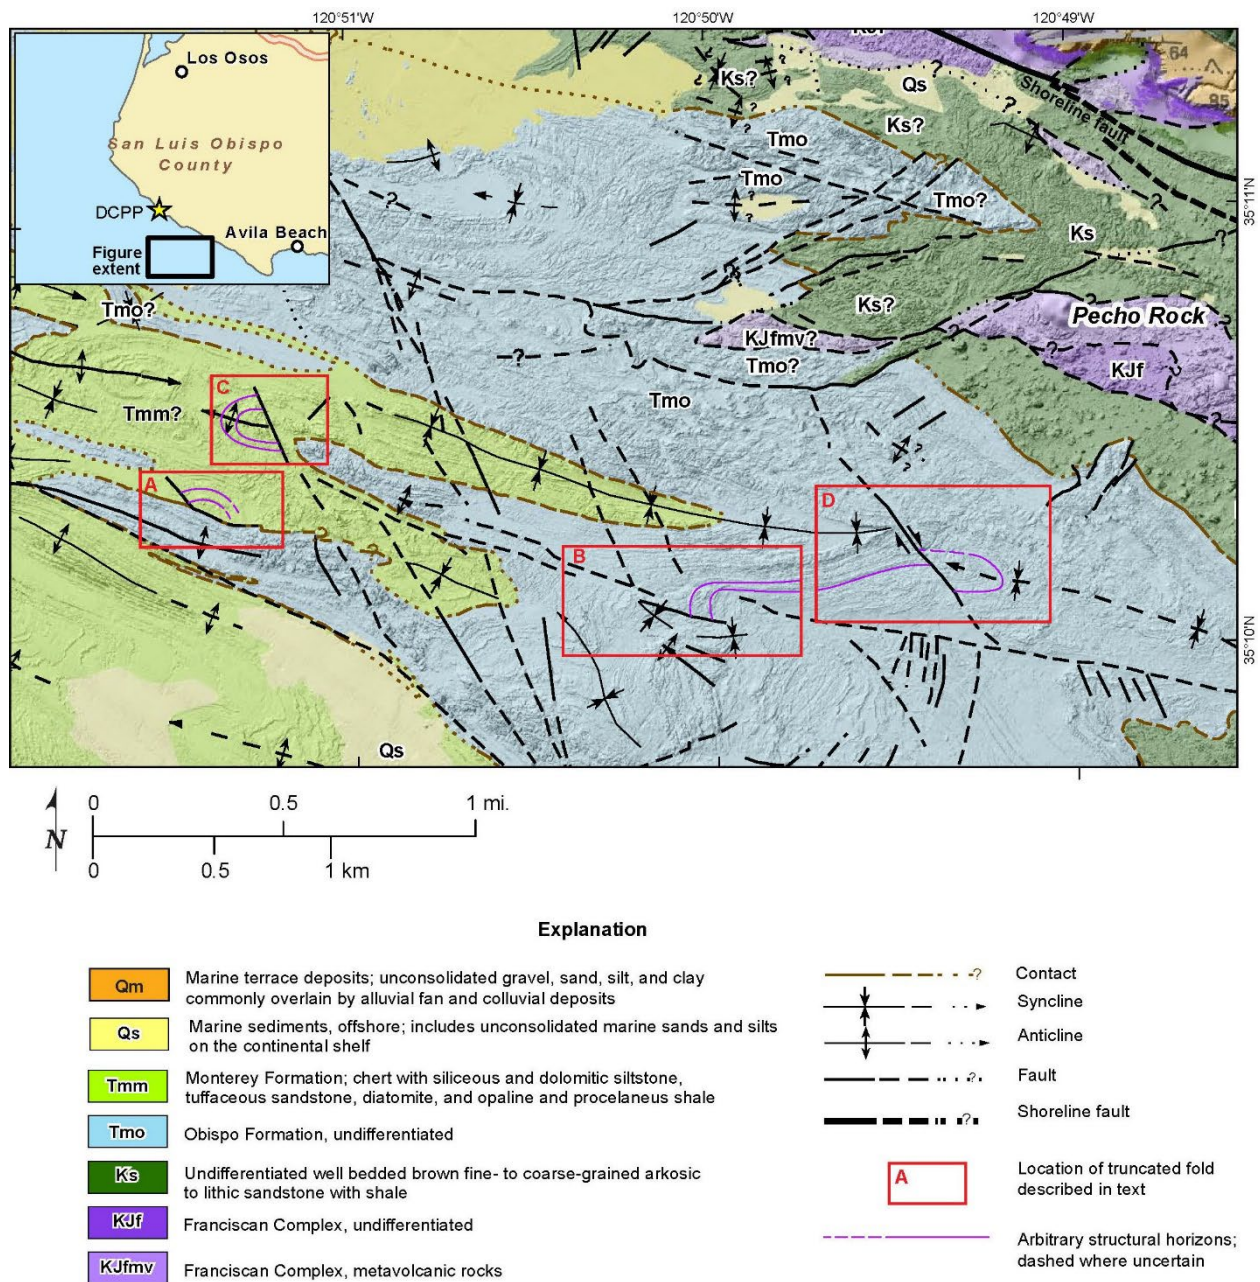 120°51'W
120°50'W
120°49'W
Los Osos
San Luis Obispo
County
DCPP
Avila Beach
Figure
extent
Ks?
Qs
?
64
85
Shoreline fault
Tmo
Ks?
Tmo
Tmo?
35°11'N
Ks
Ks?
Tmo?
Pecho Rock
KJfmv?
Tmo?
KJf
C
Tmm?
Tmo
A
D
B
35°10'N
Qs
N
0
0.5
1 mi.
0
0.5
1 km
Explanation
Qm
Marine terrace deposits; unconsolidated gravel, sand, silt, and clay
commonly overlain by alluvial fan and colluvial deposits
Qs
Marine sediments, offshore; includes unconsolidated marine sands and silts
on the continental shelf
Tmm
Monterey Formation; chert with siliceous and dolomitic siltstone,
tuffaceous sandstone, diatomite, and opaline and procelaneus shale
Tmo
Obispo Formation, undifferentiated
Ks
Undifferentiated well bedded brown fine- to coarse-grained arkosic
to lithic sandstone with shale
KJf
Franciscan Complex, undifferentiated
KJfmv
Franciscan Complex, metavolcanic rocks
?
Contact
Syncline
Anticline
?
Fault
?
Shoreline fault
A
Location of truncated fold
described in text
Arbitrary structural horizons;
dashed where uncertain